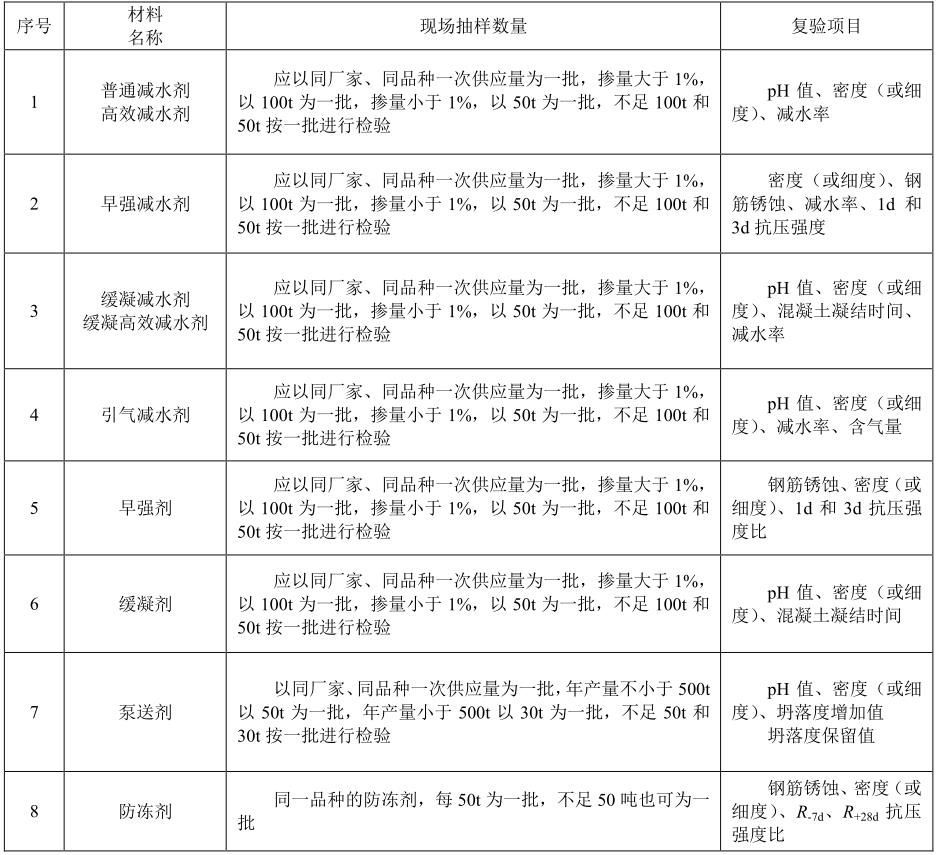 序号
材料
名称
现场抽样数量
复验项目
1
普通减水剂
高效减水剂
应以同厂家、同品种一次供应量为一批，掺量大于 1%，
以 100t 为一批，掺量小于 1%，以 50t 为一批，不足 100t 和
50t 按一批进行检验
pH 值、密度（或细
度）、减水率
2
早强减水剂
应以同厂家、同品种一次供应量为一批，掺量大于 1%，
以 100t 为一批，掺量小于 1%，以 50t 为一批，不足 100t 和
50t 按一批进行检验
密度（或细度）、钢
筋锈蚀、减水率、1d 和
3d 抗压强度
3
缓凝减水剂
缓凝高效减水剂
应以同厂家、同品种一次供应量为一批，掺量大于 1%，
以 100t 为一批，掺量小于 1%，以 50t 为一批，不足 100t 和
50t 按一批进行检验
pH 值、密度（或细
度）、混凝土凝结时间、
减水率
4
引气减水剂
应以同厂家、同品种一次供应量为一批，掺量大于 1%，
以 100t 为一批，掺量小于 1%，以 50t 为一批，不足 100t 和
50t 按一批进行检验
pH 值、密度（或细
度）、减水率、含气量
5
早强剂
应以同厂家、同品种一次供应量为一批，掺量大于 1%，
以 100t 为一批，掺量小于 1%，以 50t 为一批，不足 100t 和
50t 按一批进行检验
钢筋锈蚀、密度（或
细度）、1d 和 3d 抗压强
度比
6
缓凝剂
应以同厂家、同品种一次供应量为一批，掺量大于 1%，
以 100t 为一批，掺量小于 1%，以 50t 为一批，不足 100t 和
50t 按一批进行检验
pH 值、密度（或细
度）、混凝土凝结时间
7
泵送剂
以同厂家、同品种一次供应量为一批，年产量不小于 500t
以 50t 为一批，年产量小于 500t 以 30t 为一批，不足 50t 和
30t 按一批进行检验
pH 值、密度（或细
度）、坍落度增加值
坍落度保留值
8
防冻剂
同一品种的防冻剂，每 50t 为一批，不足 50 吨也可为一
批
钢筋锈蚀、密度（或
细度）、R-7d、R+28d 抗压
强度比